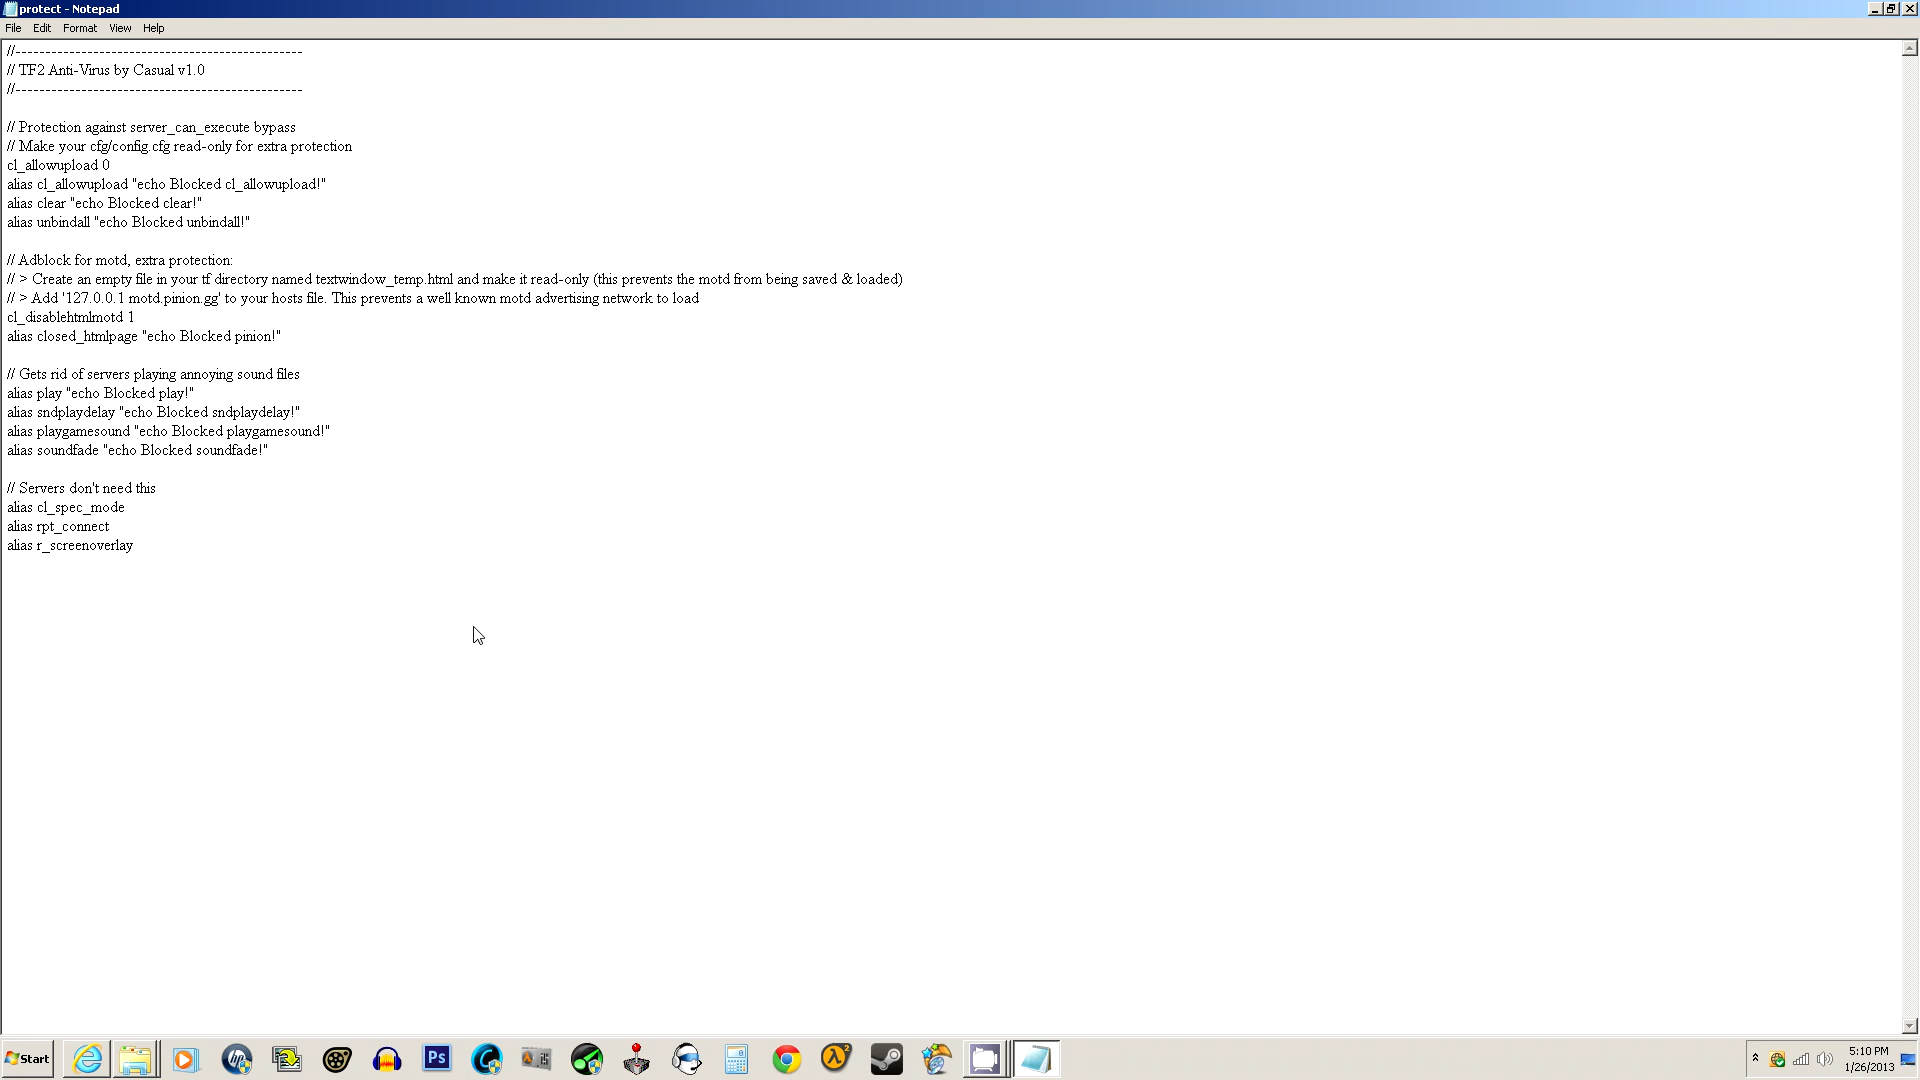 protect - Notepad
File Edit Format View Help
//------------------------------------------------
// TF2 Anti-Virus by Casual v1.0
//------------------------------------------------
// Protection against server_can_execute bypass
// Make your cfg/config.cfg read-only for extra protection
cl_allowupload 0
alias cl_allowupload "echo Blocked cl_allowupload!"
alias clear "echo Blocked clear!"
alias unbindall "echo Blocked unbindall!"
// Adblock for motd, extra protection:
// > Create an empty file in your tf directory named textwindow_temp.html and make it read-only (this prevents the motd from being saved & loaded)
// > Add '127.0.0.1 motd.pinion.gg' to your hosts file. This prevents a well known motd advertising network to load
cl_disablehtmlmotd 1
alias closed_htmlpage "echo Blocked pinion!"
// Gets rid of servers playing annoying sound files
alias play "echo Blocked play!"
alias sndplaydelay "echo Blocked sndplaydelay!"
alias playgamesound "echo Blocked playgamesound!"
alias soundfade "echo Blocked soundfade!"
// Servers don't need this
alias cl_spec_mode
alias rpt_connect
alias r_screenoverlay
Start
hp
Ps
5:10 PM
1/26/2013